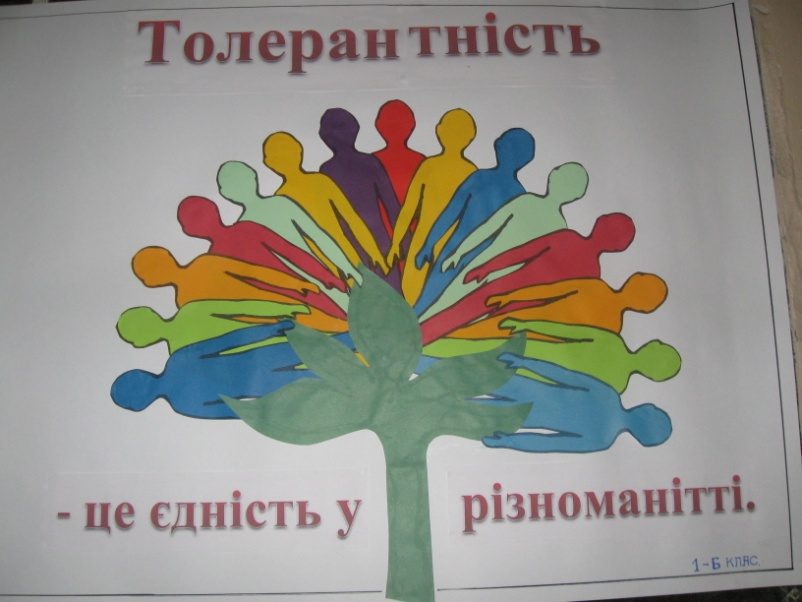 Толерантність
- це єдність у різноманітті.
1-Б клас.